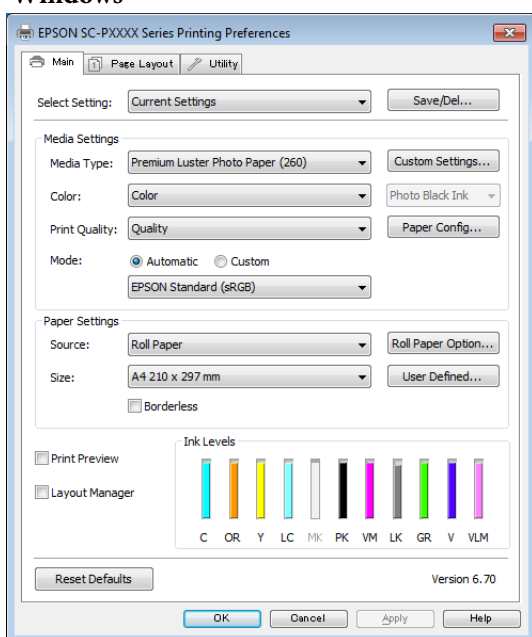 Windows
EPSON SC-PXXXX Series Printing Preferences
Main Page Layout Utility
Select Setting: Current Settings Save/Del...
Media Settings
Media Type: Premium Luster Photo Paper (260) Custom Settings...
Color: Color Photo Black Ink
Print Quality: Quality Paper Config...
Mode: Automatic Custom
EPSON Standard (sRGB)
Paper Settings
Source: Roll Paper Roll Paper Option...
Size: A4 210 x 297 mm User Defined...
Borderless
Ink Levels
Print Preview
Layout Manager
C OR Y LC MK PK VM LK GR V VLM
Reset Defaults Version 6.70
OK Cancel Apply Help